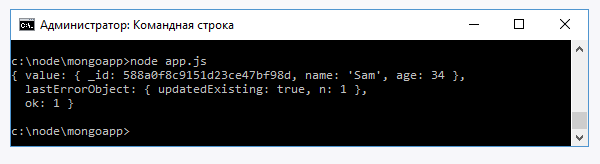 Администратор: Командная строка
c:\node\mongoapp>node app.js
{ value: { _id: 588a0f8c9151d23ce47bf98d, name: 'Sam', age: 34 },
  lastErrorObject: { updatedExisting: true, n: 1 },
  ok: 1 }
c:\node\mongoapp>